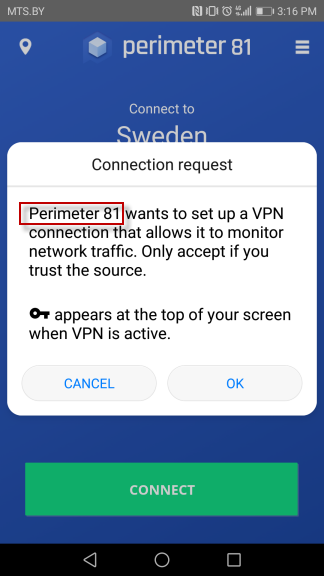 MTS.BY 3:16 PM
perimeter 81
Connect to
Sweden
Connection request
Perimeter 81 wants to set up a VPN
connection that allows it to monitor
network traffic. Only accept if you
trust the source.
appears at the top of your screen
when VPN is active.
CANCEL OK
CONNECT